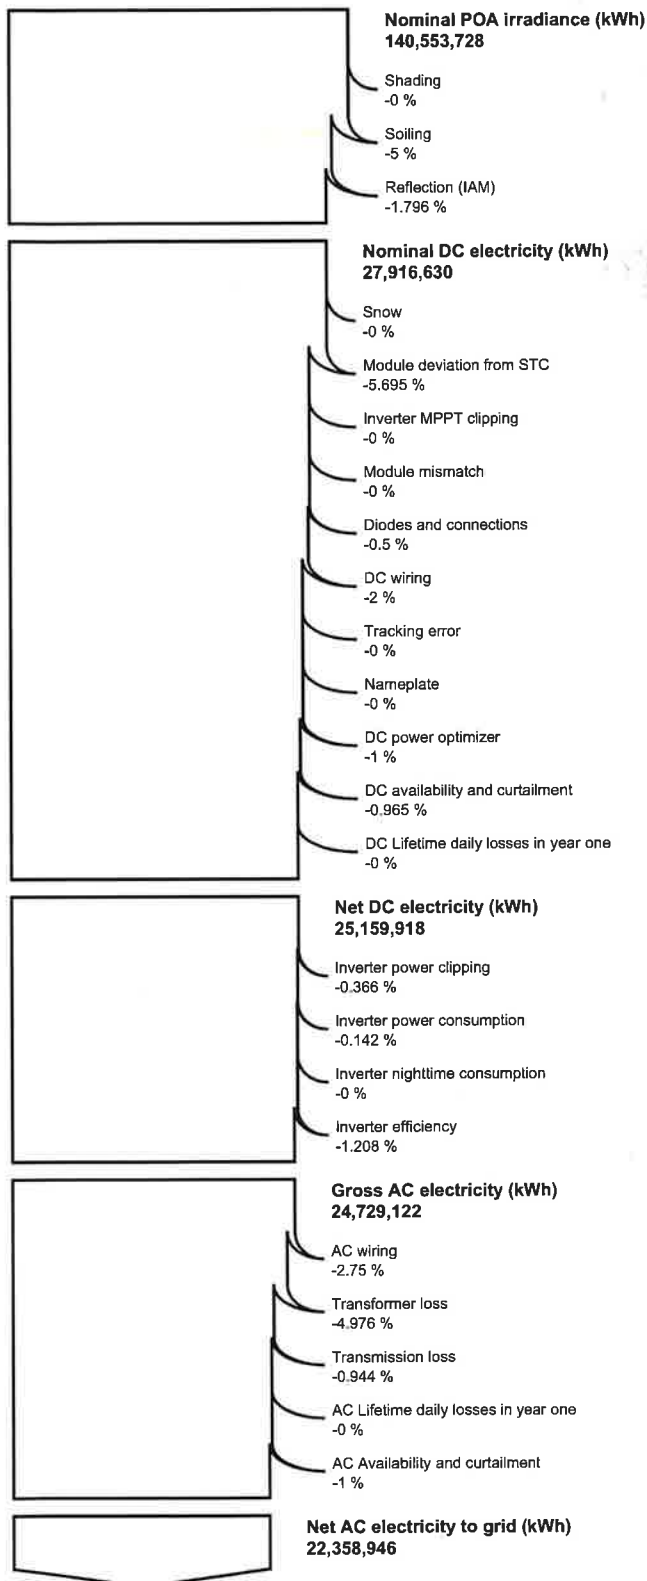 Nominal POA irradiance (kWh)
140,553,728
Shading
-0 %
Soiling
-5 %
Reflection (IAM)
-1.796 %
Nominal DC electricity (kWh)
27,916,630
Snow
-0 %
Module deviation from STC
-5.695 %
Inverter MPPT clipping
-0 %
Module mismatch
-0 %
Diodes and connections
-0.5 %
DC wiring
-2 %
Tracking error
-0 %
Nameplate
-0 %
DC power optimizer
-1 %
DC availability and curtailment
-0.965 %
DC Lifetime daily losses in year one
-0 %
Net DC electricity (kWh)
25,159,918
Inverter power clipping
-0.366 %
Inverter power consumption
-0.142 %
Inverter nighttime consumption
-0 %
Inverter efficiency
-1.208 %
Gross AC electricity (kWh)
24,729,122
AC wiring
-2.75 %
Transformer loss
-4.976 %
Transmission loss
-0.944 %
AC Lifetime daily losses in year one
-0 %
AC Availability and curtailment
-1 %
Net AC electricity to grid (kWh)
22,358,946